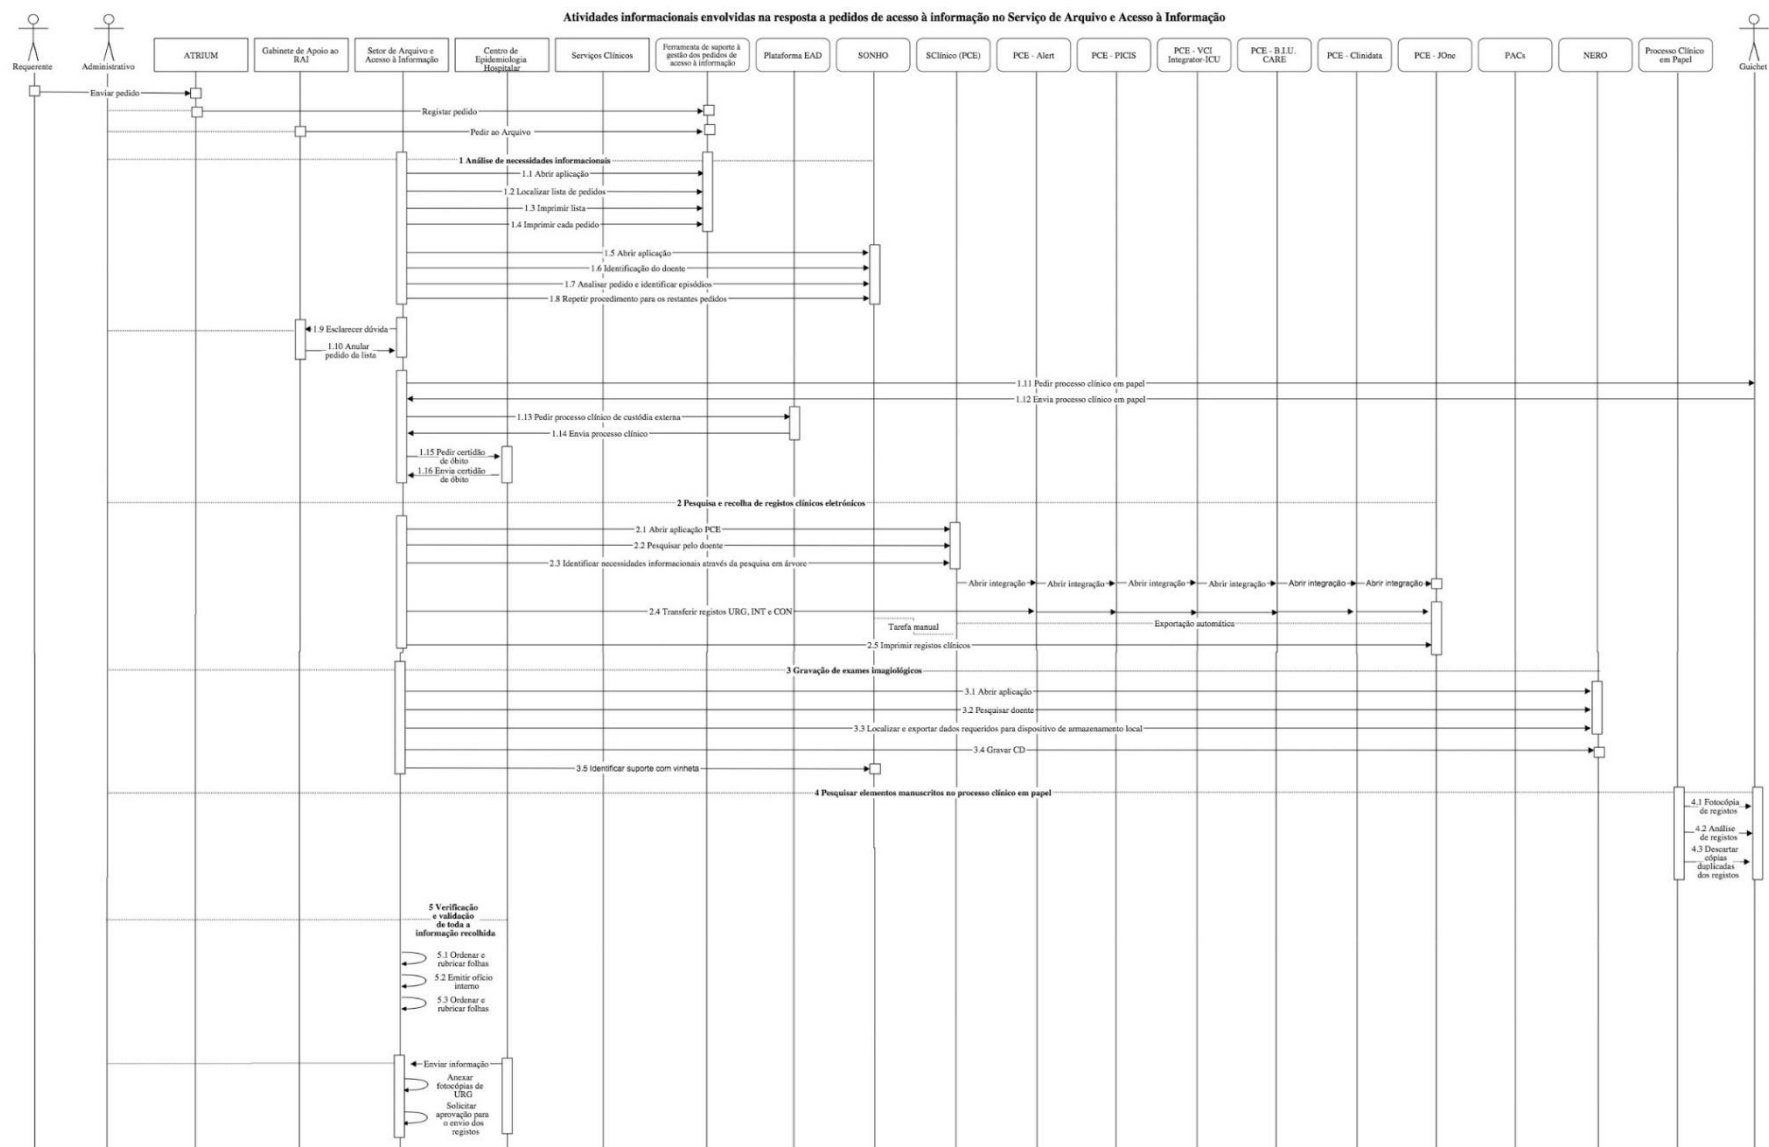 Atividades informacionais envolvidas na resposta a pedidos de acesso à informação no Serviço de Arquivo e Acesso à Informação
Requerente
Administrativo
ATRIUM
Gabinete de Apoio ao
RAI
Setor de Arquivo e
Acesso à Informação
Centro de
Epidemiologia
Hospitalar
Serviços Clínicos
Ferramenta de suporte à
gestão dos pedidos de
acesso à informação
Plataforma EAD
SONHO
SClínico (PCE)
PCE - Alert
PCE - PICIS
PCE - VCI
Integrator-ICU
PCE - B.I.U.
CARE
PCE - Clinidata
PCE - JOne
PACs
NERO
Processo Clínico
em Papel
Guichet
Enviar pedido
Registar pedido
Pedir ao Arquivo
1 Análise de necessidades informacionais
1.1 Abrir aplicação
1.2 Localizar lista de pedidos
1.3 Imprimir lista
1.4 Imprimir cada pedido
1.5 Abrir aplicação
1.6 Identificação do doente
1.7 Analisar pedido e identificar episódios
1.8 Repetir procedimento para os restantes pedidos
1.9 Esclarecer dúvida
1.10 Anular
pedido da lista
1.11 Pedir processo clínico em papel
1.12 Envia processo clínico em papel
1.13 Pedir processo clínico de custódia externa
1.14 Envia processo clínico
1.15 Pedir certidão
de óbito
1.16 Envia certidão
de óbito
2 Pesquisa e recolha de registos clínicos eletrónicos
2.1 Abrir aplicação PCE
2.2 Pesquisar pelo doente
2.3 Identificar necessidades informacionais através da pesquisa em árvore
Abrir integração
Abrir integração
Abrir integração
Abrir integração
Abrir integração
Abrir integração
2.4 Transferir registos URG, INT e CON
Tarefa manual
Exportação automática
2.5 Imprimir registos clínicos
3 Gravação de exames imagiológicos
3.1 Abrir aplicação
3.2 Pesquisar doente
3.3 Localizar e exportar dados requeridos para dispositivo de armazenamento local
3.4 Gravar CD
3.5 Identificar suporte com vinheta
4 Pesquisar elementos manuscritos no processo clínico em papel
4.1 Fotocópia
de registos
4.2 Análise
de registos
4.3 Descartar
cópias
duplicadas
dos registos
5 Verificação
e validação
de toda a
informação recolhida
5.1 Ordenar e
rubricar folhas
5.2 Emitir ofício
interno
5.3 Ordenar e
rubricar folhas
Enviar informação
Anexar
fotocópias de
URG
Solicitar
aprovação para
o envio dos
registos